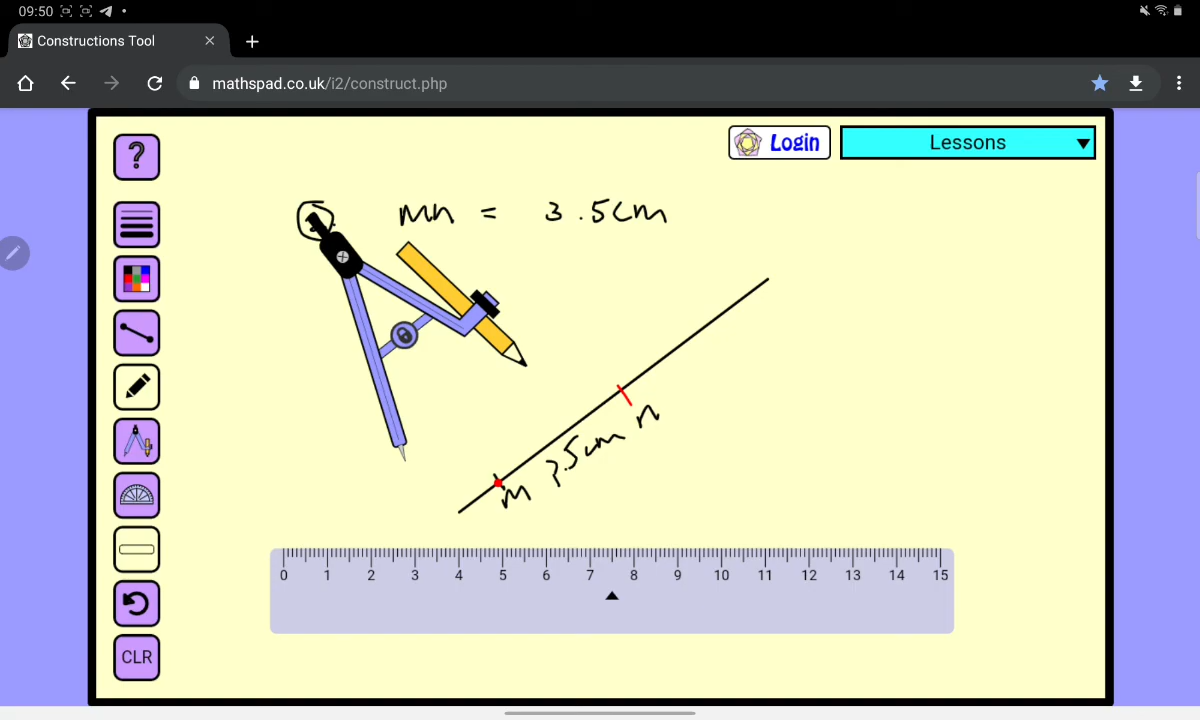 09:50
Constructions Tool
mathspad.co.uk/i2/construct.php
Login
Lessons
?
mn = 3.5cm
n
3.5cm
m
0 1 2 3 4 5 6 7 8 9 10 11 12 13 14 15
CLR